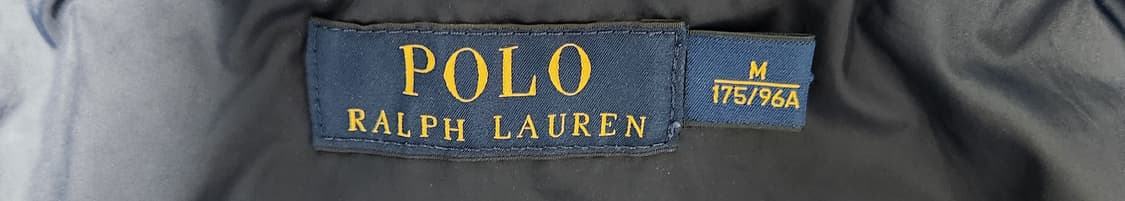 POLO
RALPH LAUREN
M
175/96A